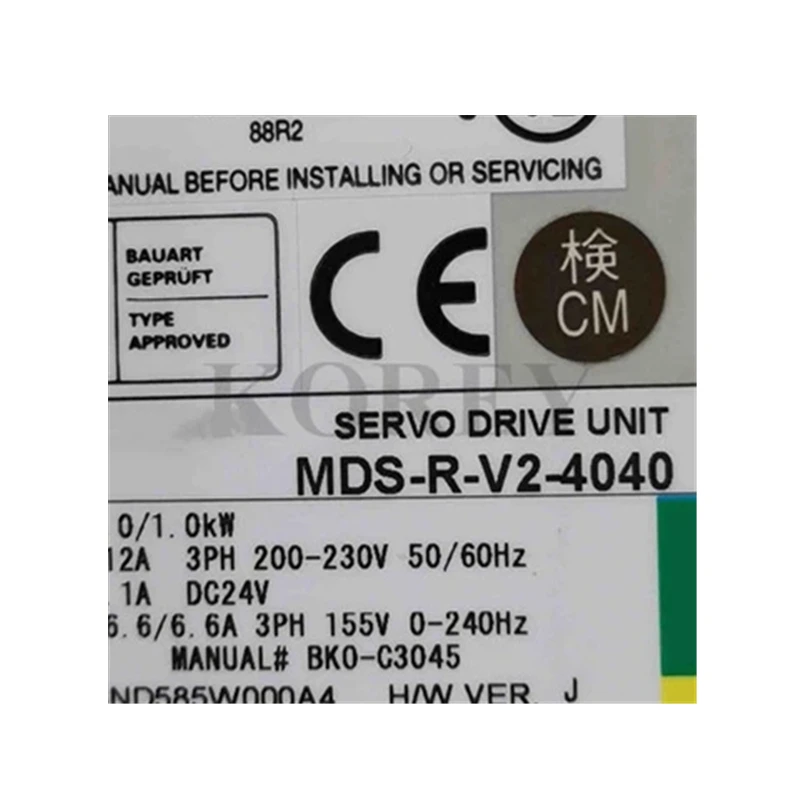 88R2
ANUAL BEFORE INSTALLING OR SERVICING
BAUART
GEPRÜFT
TYPE
APPROVED
CE
検
CM
KOREY
SERVO DRIVE UNIT
MDS-R-V2-4040
0/1.0kW
12A 3PH 200-230V 50/60Hz
.1A DC24V
6.6/6.6A 3PH 155V 0-240Hz
MANUAL# BKO-C3045
ND585W000A4 H/W VER. J